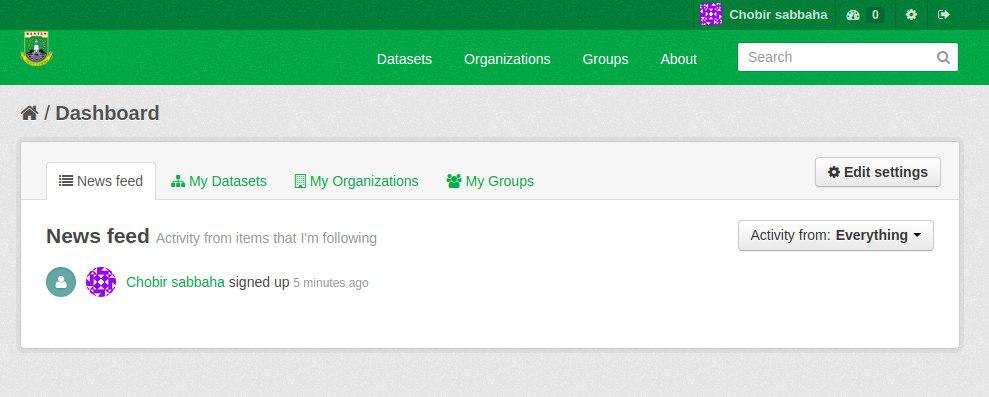 Chobir sabbaha 0
BANTEN
Datasets Organizations Groups About Search
/ Dashboard
News feed My Datasets My Organizations My Groups Edit settings
News feed Activity from items that I'm following Activity from: Everything
Chobir sabbaha signed up 5 minutes ago